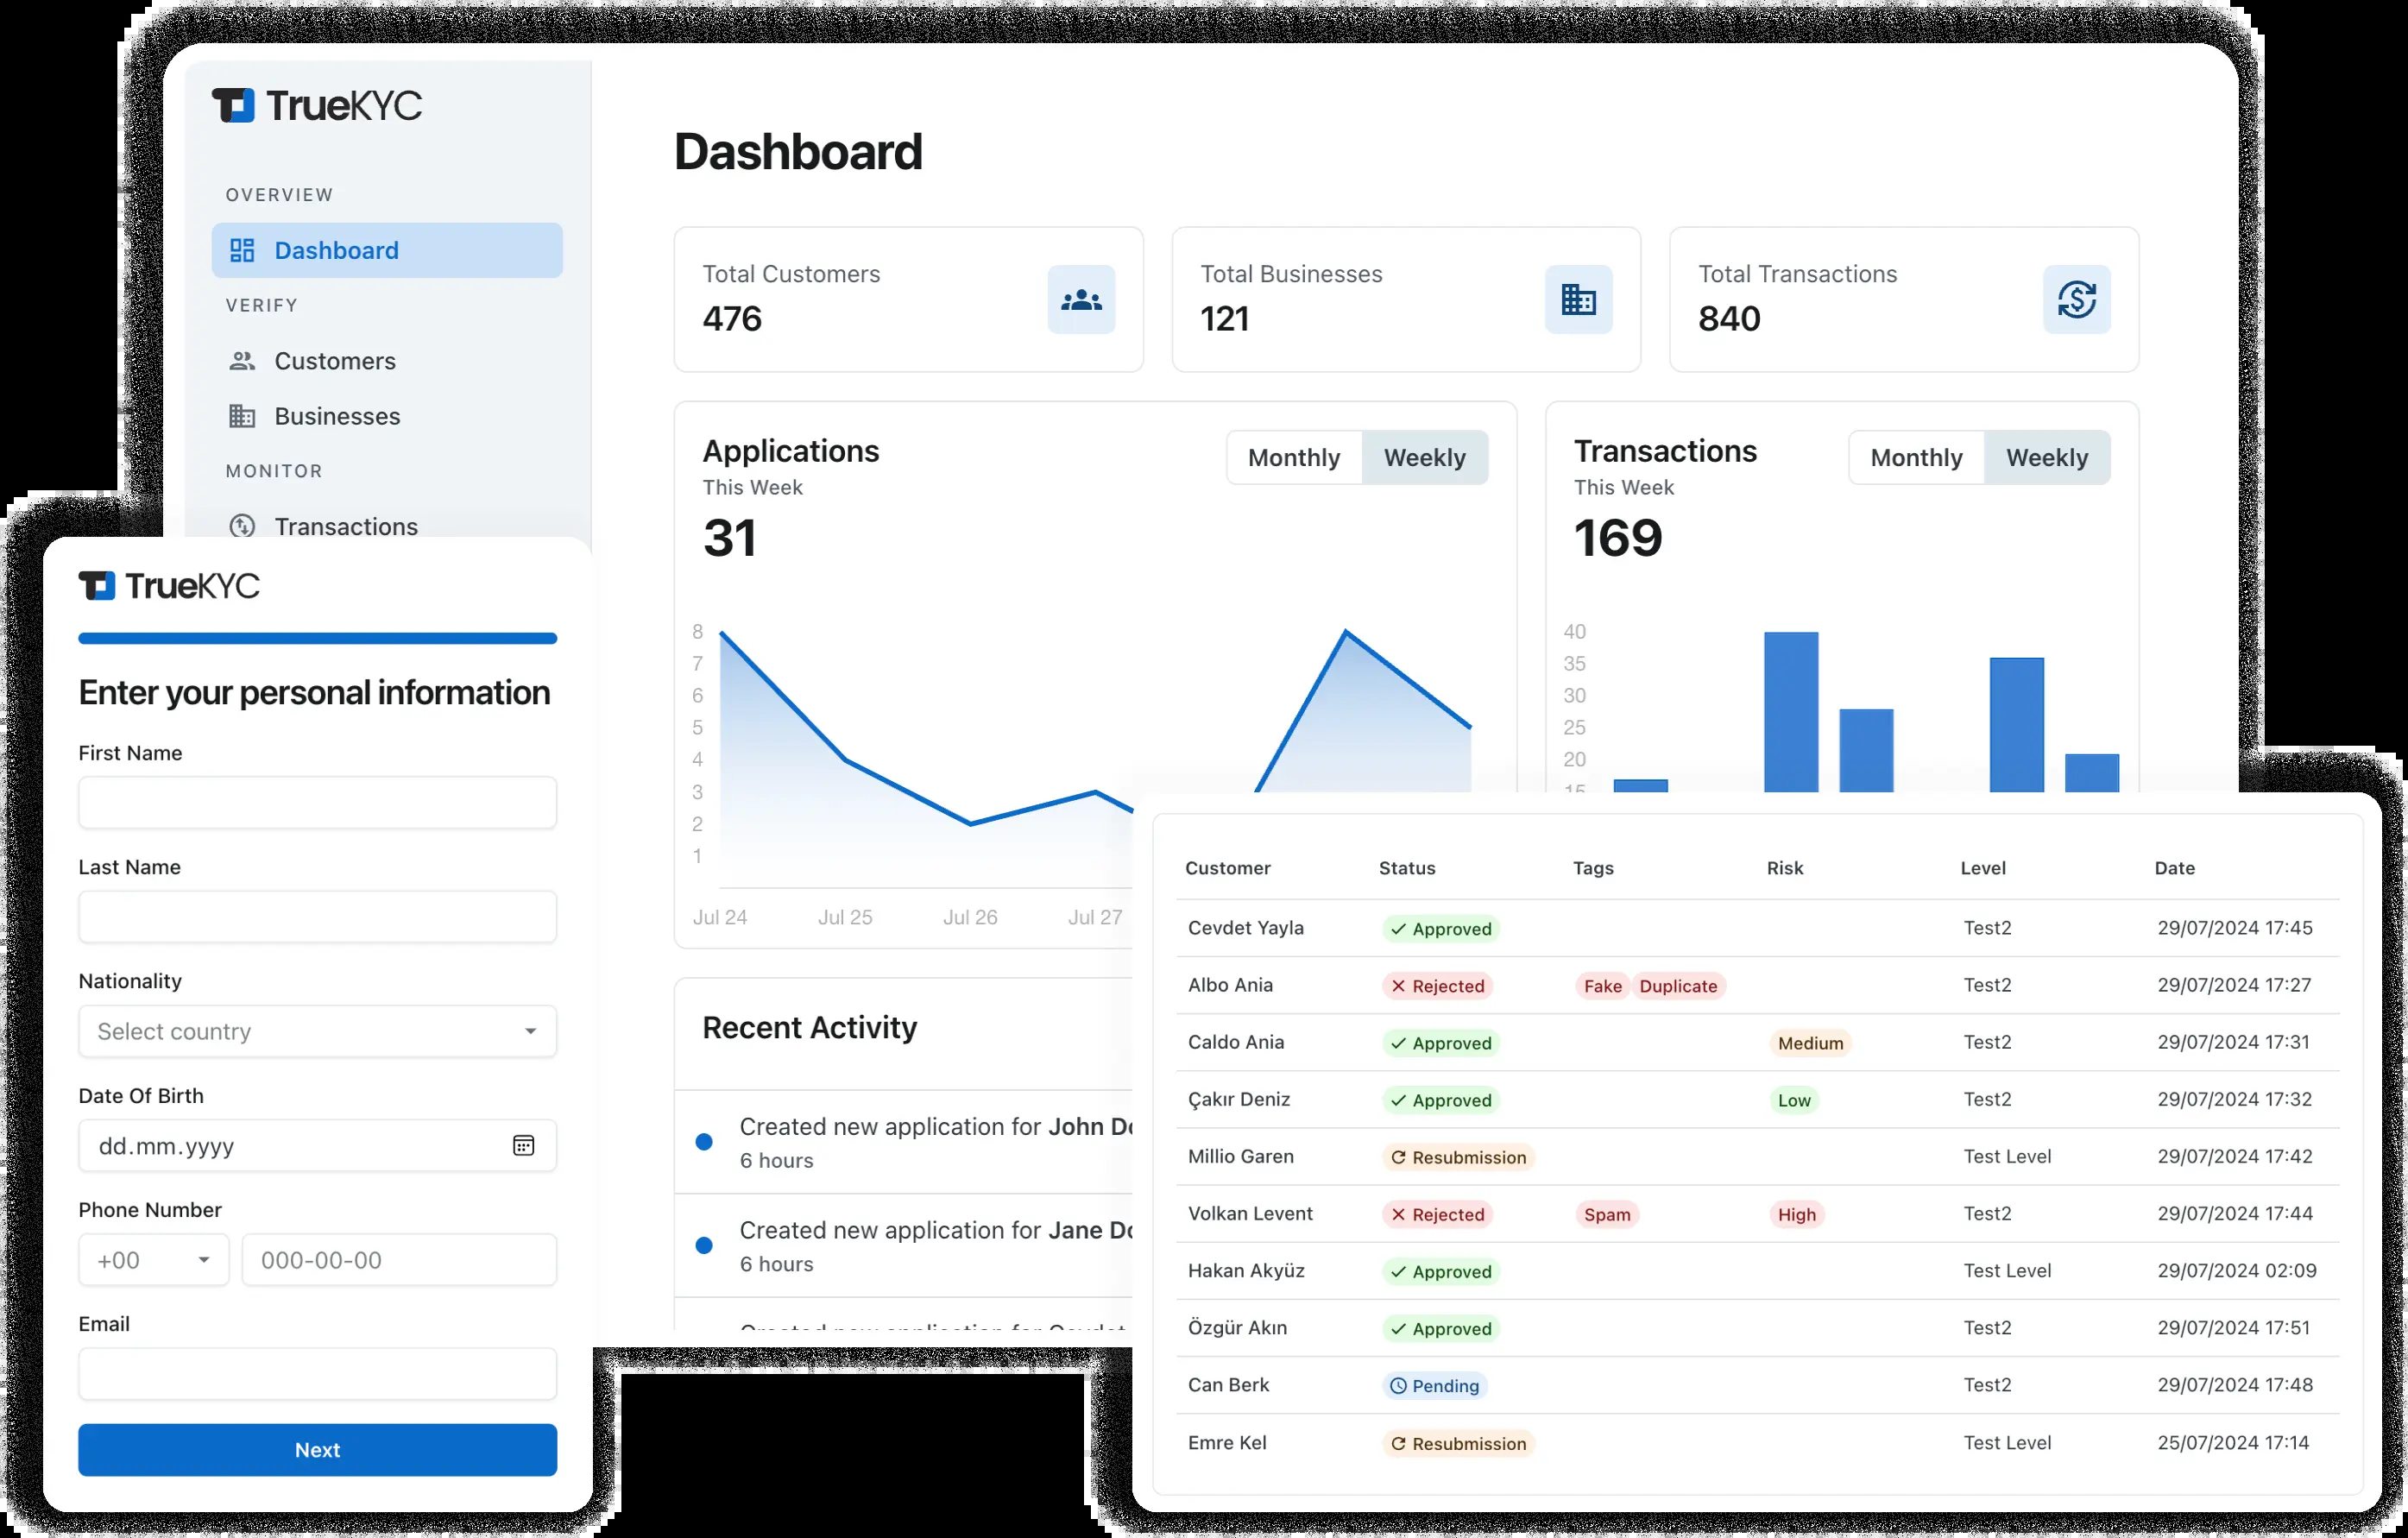 TrueKYC
OVERVIEW
Dashboard
VERIFY
Customers
Businesses
MONITOR
Transactions
Dashboard
Total Customers
476
Total Businesses
121
Total Transactions
840
Applications
Monthly Weekly
This Week
31
8
7
6
5
4
3
2
1
Jul 24 Jul 25 Jul 26 Jul 27
Transactions
Monthly Weekly
This Week
169
40
35
30
25
20
15
Recent Activity
Created new application for John
6 hours
Created new application for Jane
6 hours
TrueKYC
Enter your personal information
First Name
Last Name
Nationality
Select country
Date Of Birth
dd.mm.yyyy
Phone Number
+00 000-00-00
Email
Next
Customer Status Tags Risk Level Date
Cevdet Yayla Approved Test2 29/07/2024 17:45
Albo Ania Rejected Fake Duplicate Test2 29/07/2024 17:27
Caldo Ania Approved Medium Test2 29/07/2024 17:31
Çakır Deniz Approved Low Test2 29/07/2024 17:32
Millio Garen Resubmission Test Level 29/07/2024 17:42
Volkan Levent Rejected Spam High Test2 29/07/2024 17:44
Hakan Akyüz Approved Test Level 29/07/2024 02:09
Özgür Akın Approved Test2 29/07/2024 17:51
Can Berk Pending Test2 29/07/2024 17:48
Emre Kel Resubmission Test Level 25/07/2024 17:14